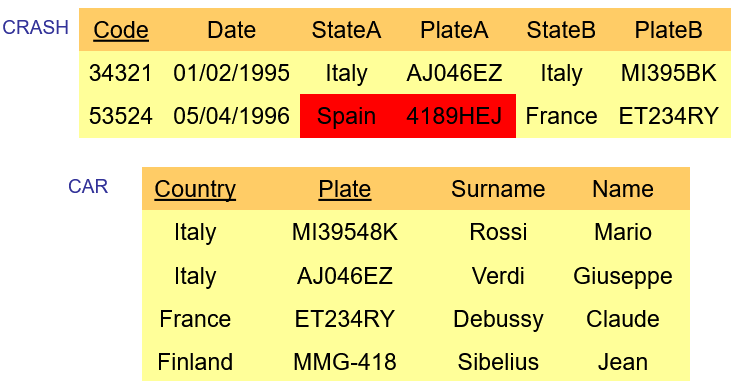 CRASH Code Date StateA PlateA StateB PlateB
34321 01/02/1995 Italy AJ046EZ Italy MI395BK
53524 05/04/1996 Spain 4189HEJ France ET234RY
CAR Country Plate Surname Name
Italy MI39548K Rossi Mario
Italy AJ046EZ Verdi Giuseppe
France ET234RY Debussy Claude
Finland MMG-418 Sibelius Jean